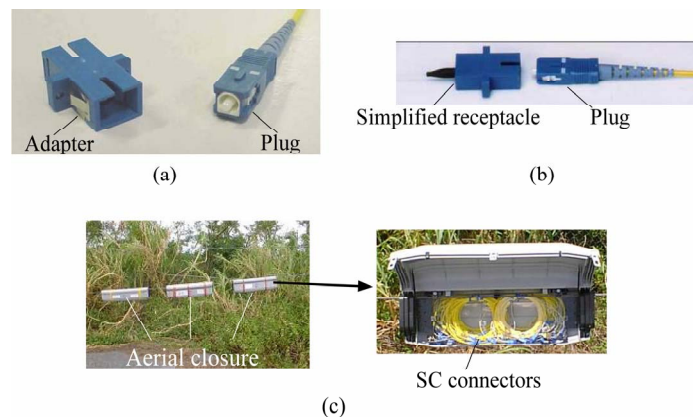 Adapter
Plug
(a)
Simplified receptacle
Plug
(b)
Aerial closure
SC connectors
(c)